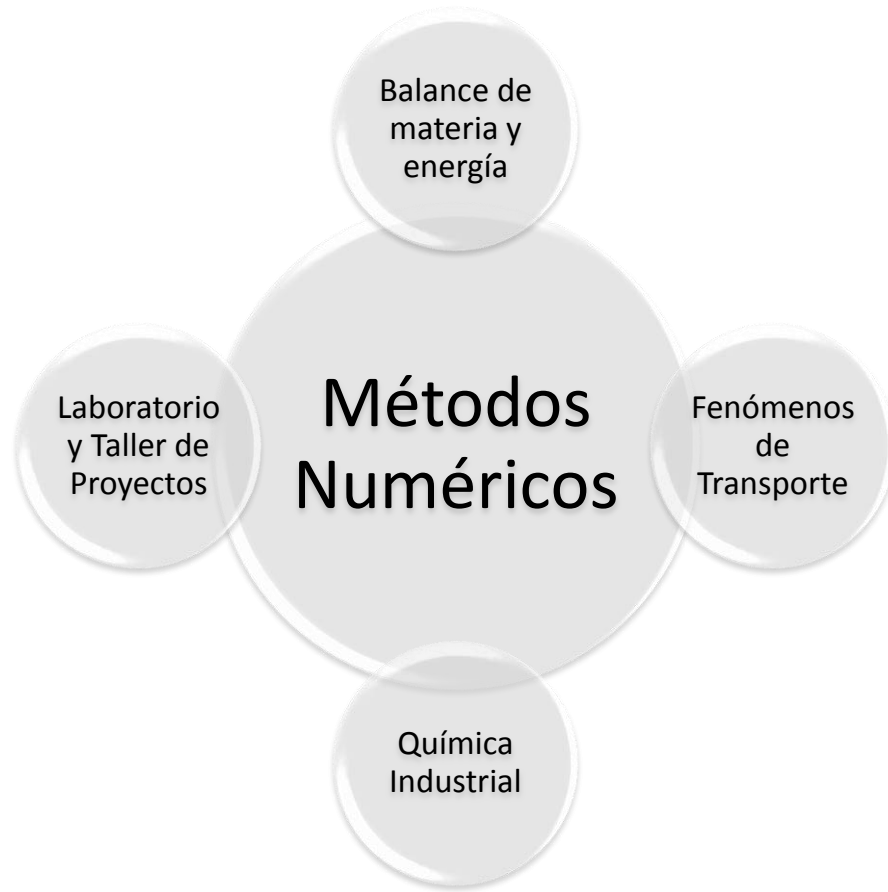 Balance de
materia y
energía
Laboratorio
y Taller de
Proyectos
Métodos
Numéricos
Fenómenos
de
Transporte
Química
Industrial